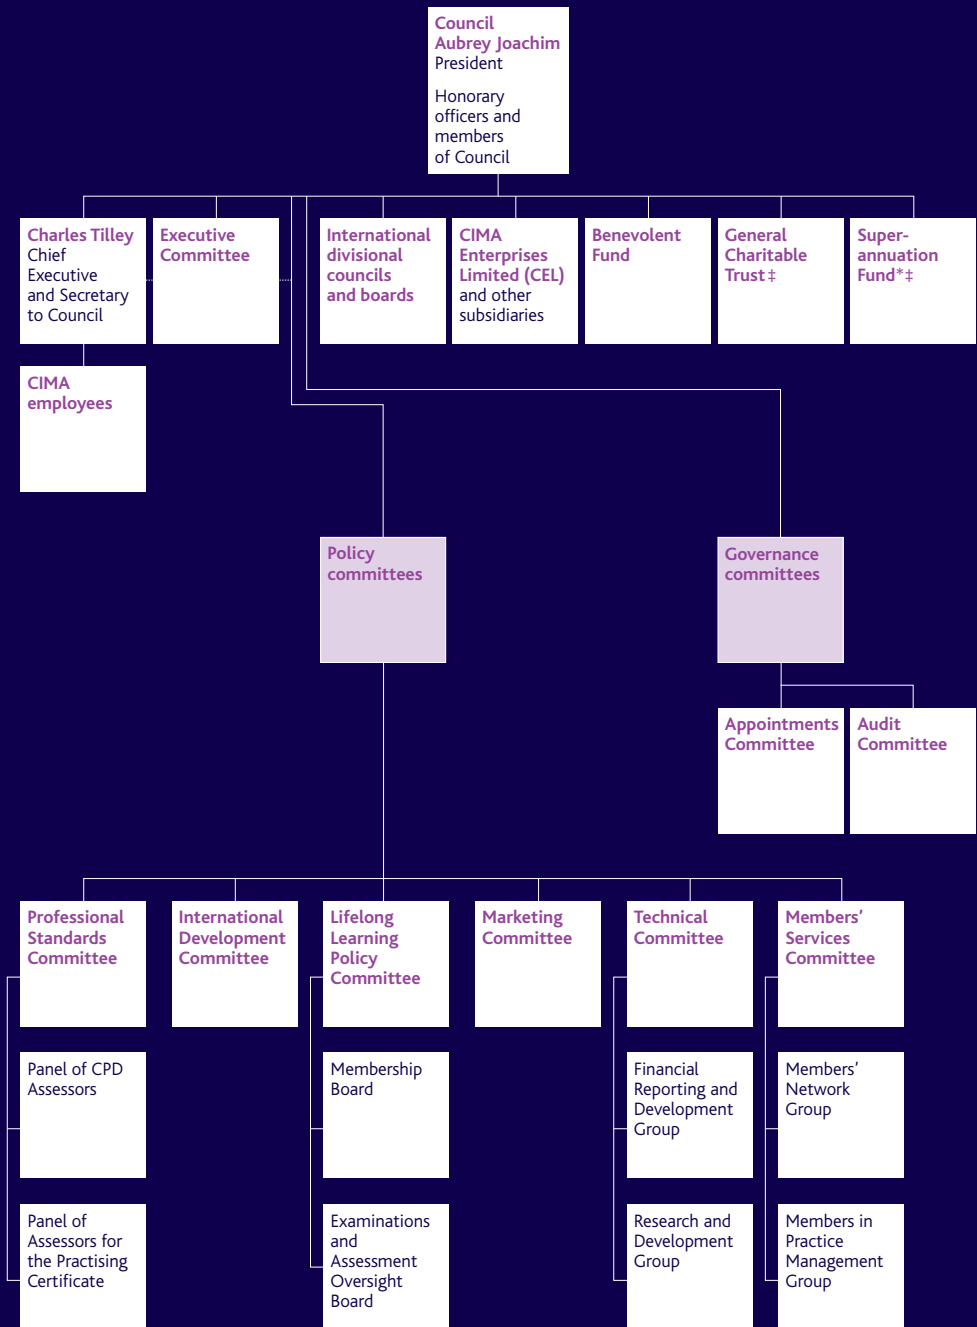 Council
Aubrey Joachim
President
Honorary
officers and
members
of Council
Charles Tilley
Chief
Executive
and Secretary
to Council
Executive
Committee
International
divisional
councils
and boards
CIMA
Enterprises
Limited (CEL)
and other
subsidiaries
Benevolent
Fund
General
Charitable
Trust‡
Super-
annuation
Fund*‡
CIMA
employees
Policy
committees
Governance
committees
Appointments
Committee
Audit
Committee
Professional
Standards
Committee
International
Development
Committee
Lifelong
Learning
Policy
Committee
Marketing
Committee
Technical
Committee
Members’
Services
Committee
Panel of CPD
Assessors
Membership
Board
Financial
Reporting and
Development
Group
Members’
Network
Group
Panel of
Assessors for
the Practising
Certificate
Examinations
and
Assessment
Oversight
Board
Research and
Development
Group
Members in
Practice
Management
Group